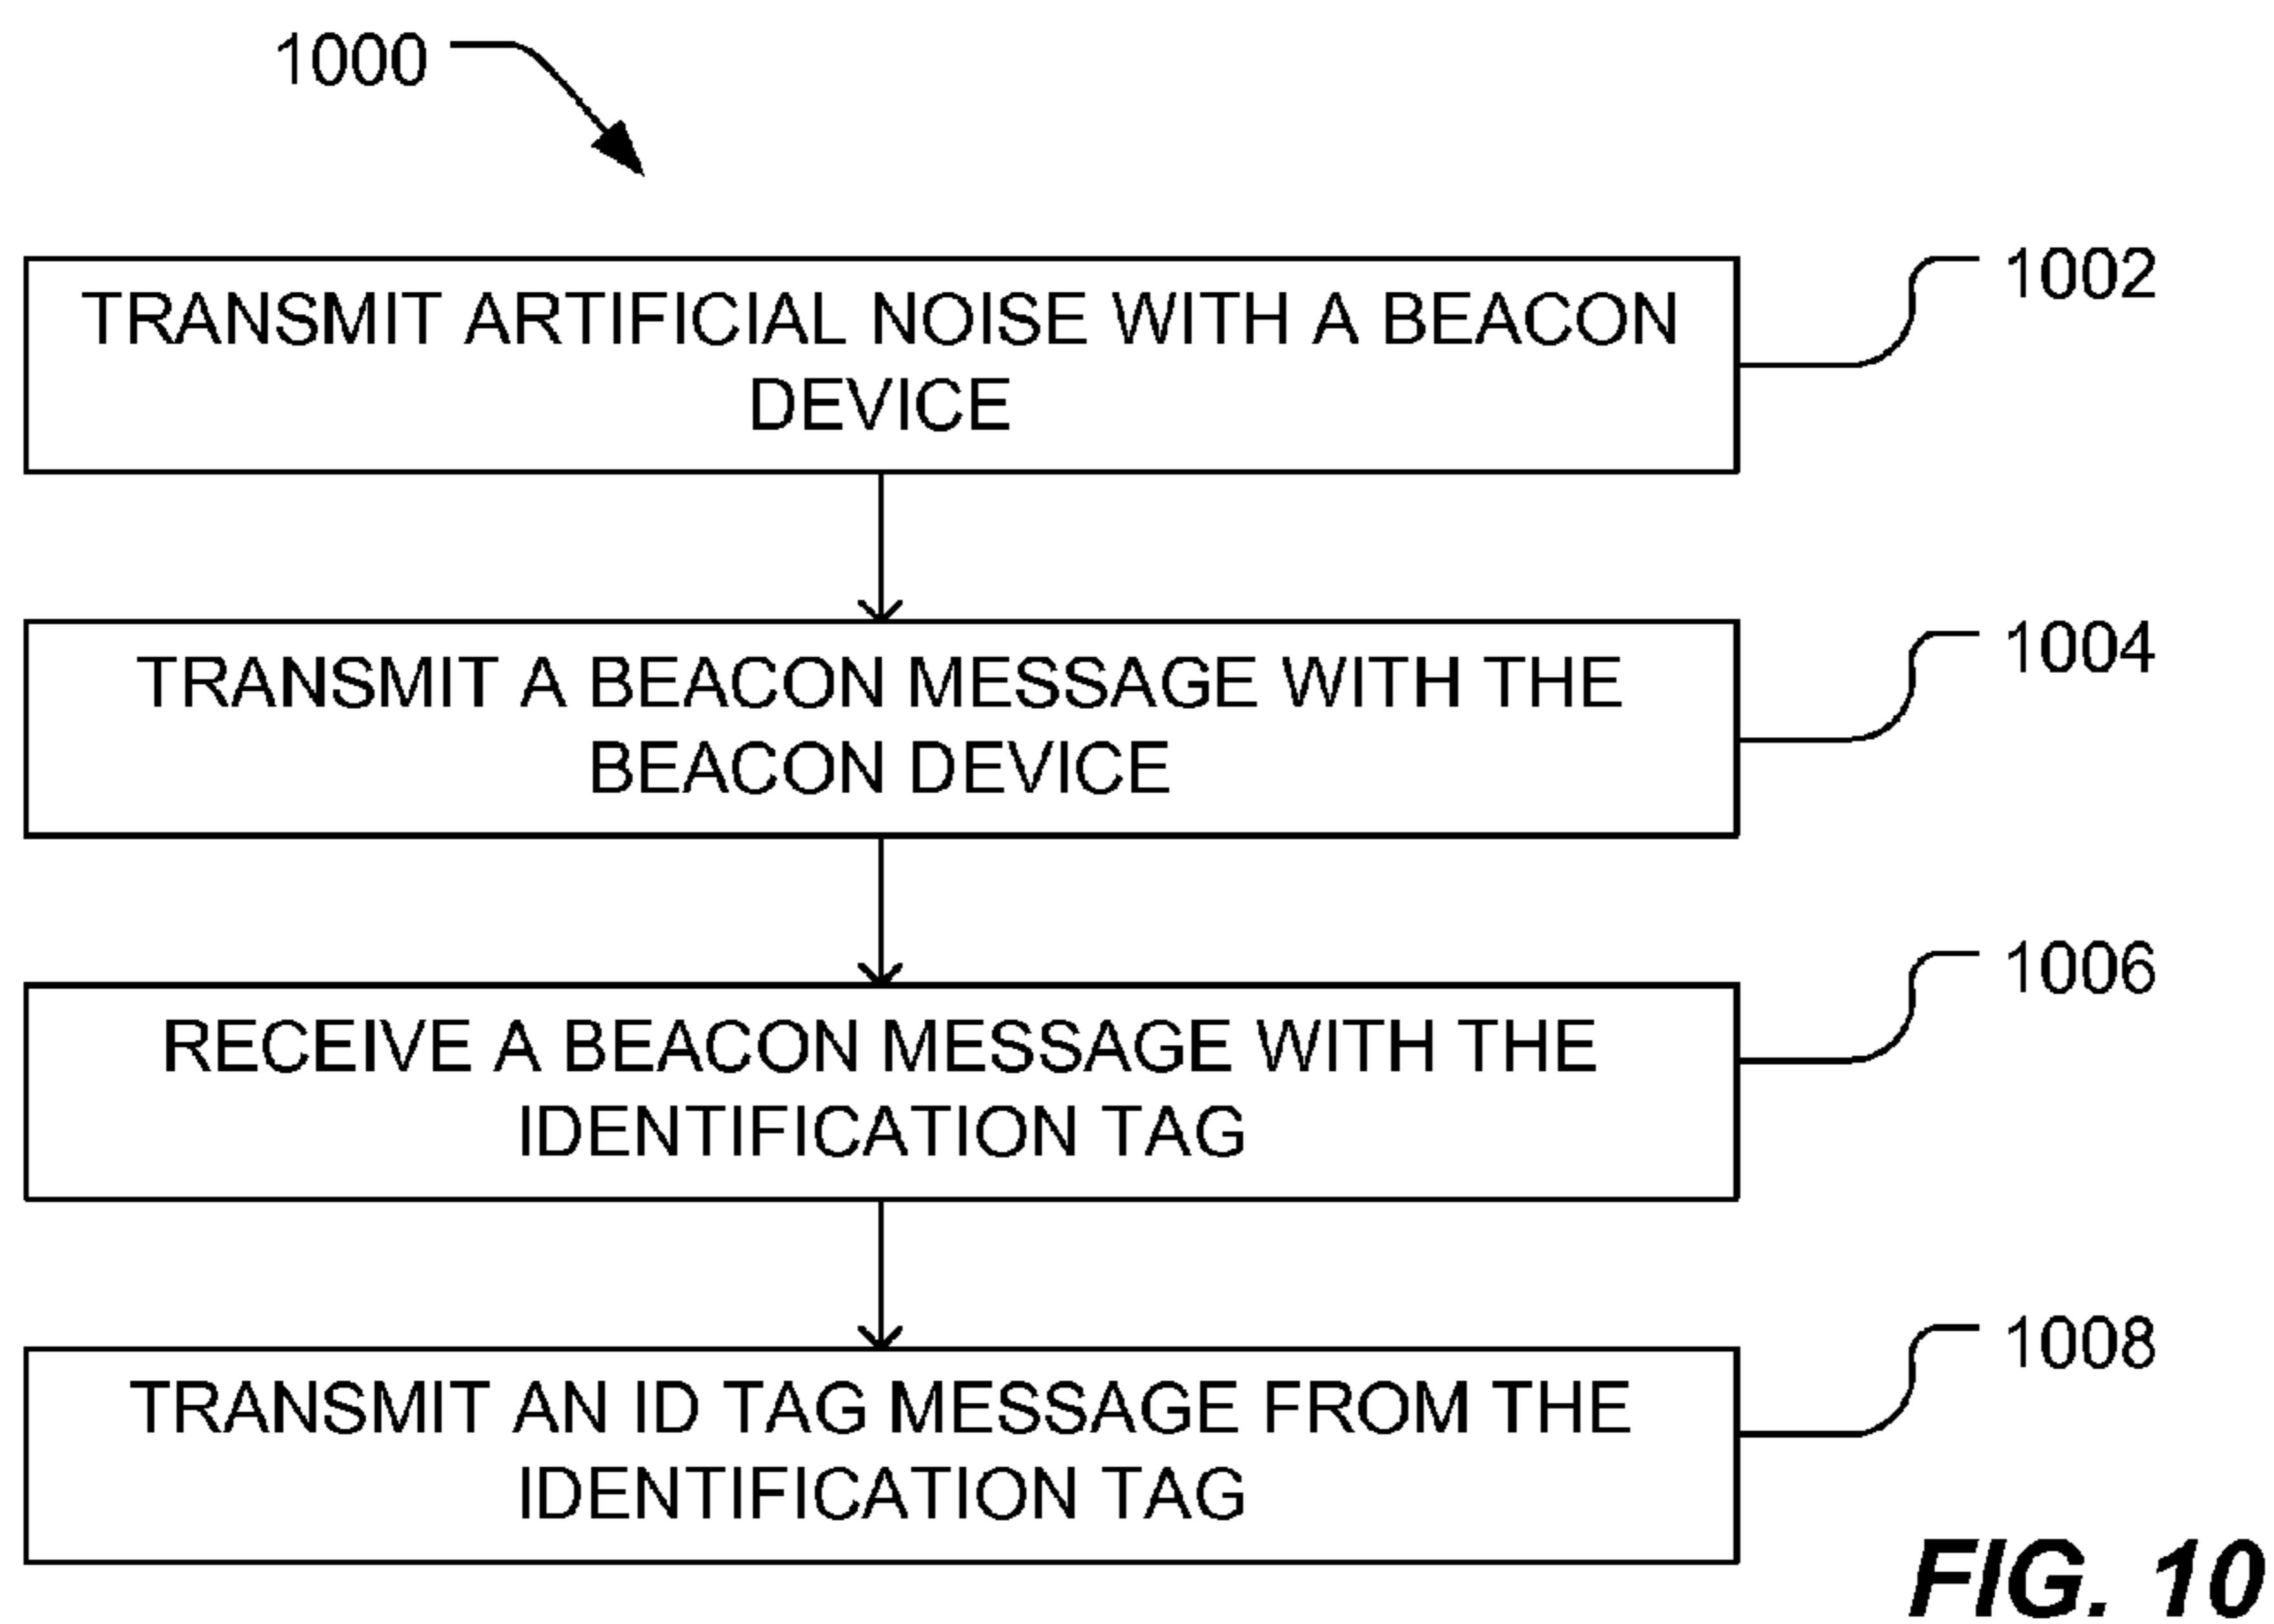 1000
TRANSMIT ARTIFICIAL NOISE WITH A BEACON
DEVICE
1002
TRANSMIT A BEACON MESSAGE WITH THE
BEACON DEVICE
1004
RECEIVE A BEACON MESSAGE WITH THE
IDENTIFICATION TAG
1006
TRANSMIT AN ID TAG MESSAGE FROM THE
IDENTIFICATION TAG
1008
FIG. 10